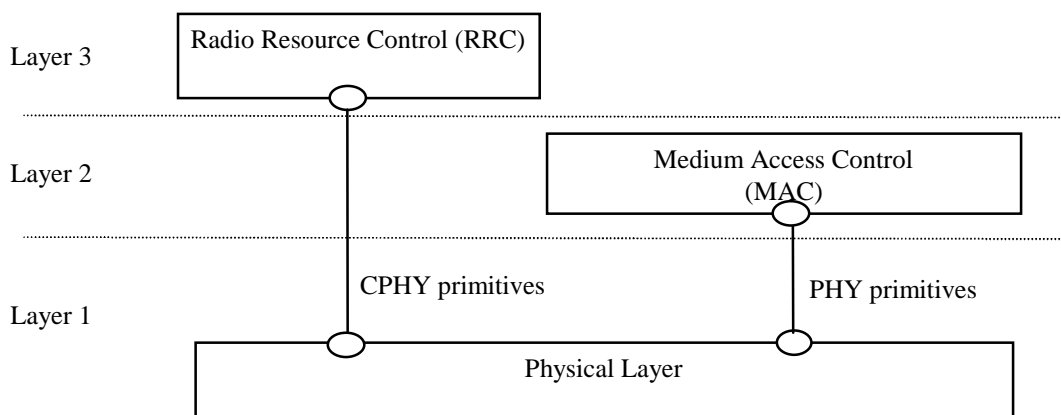 Radio Resource Control (RRC)
Layer 3
Medium Access Control
(MAC)
Layer 2
CPHY primitives
PHY primitives
Layer 1
Physical Layer